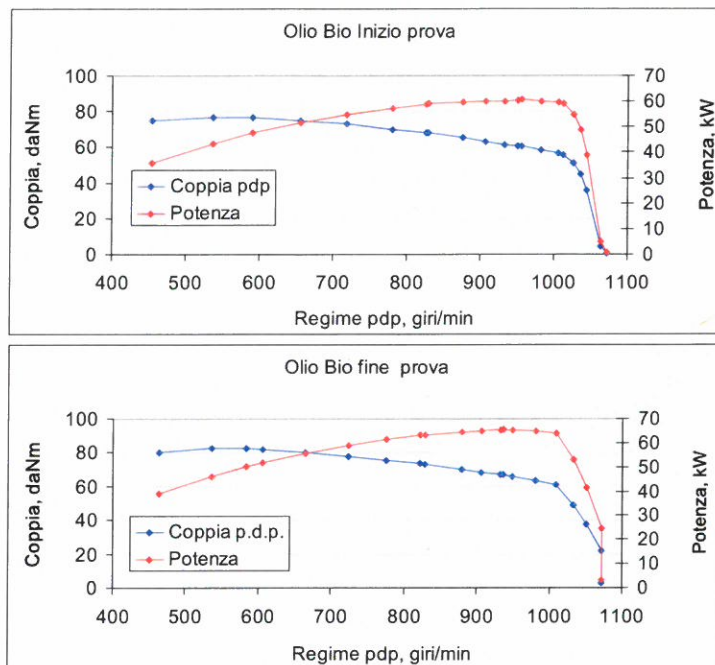 Olio Bio Inizio prova
100
80
60
40
20
0
Coppia, daNm
70
60
50
40
30
20
10
0
Potenza, kW
Coppia pdp
Potenza
400 500 600 700 800 900 1000 1100
Regime pdp, giri/min
Olio Bio fine prova
100
80
60
40
20
0
Coppia, daNm
70
60
50
40
30
20
10
0
Potenza, kW
Coppia p.d.p.
Potenza
400 500 600 700 800 900 1000 1100
Regime pdp, giri/min